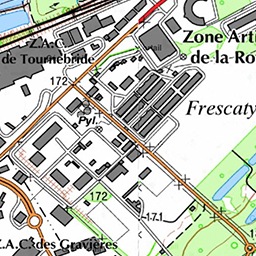 Z.A.C
de Tournebride
Zone Arti
de la Ro
172
Pyl.
Frescaty
172
171
Z.A.C. des Gravières